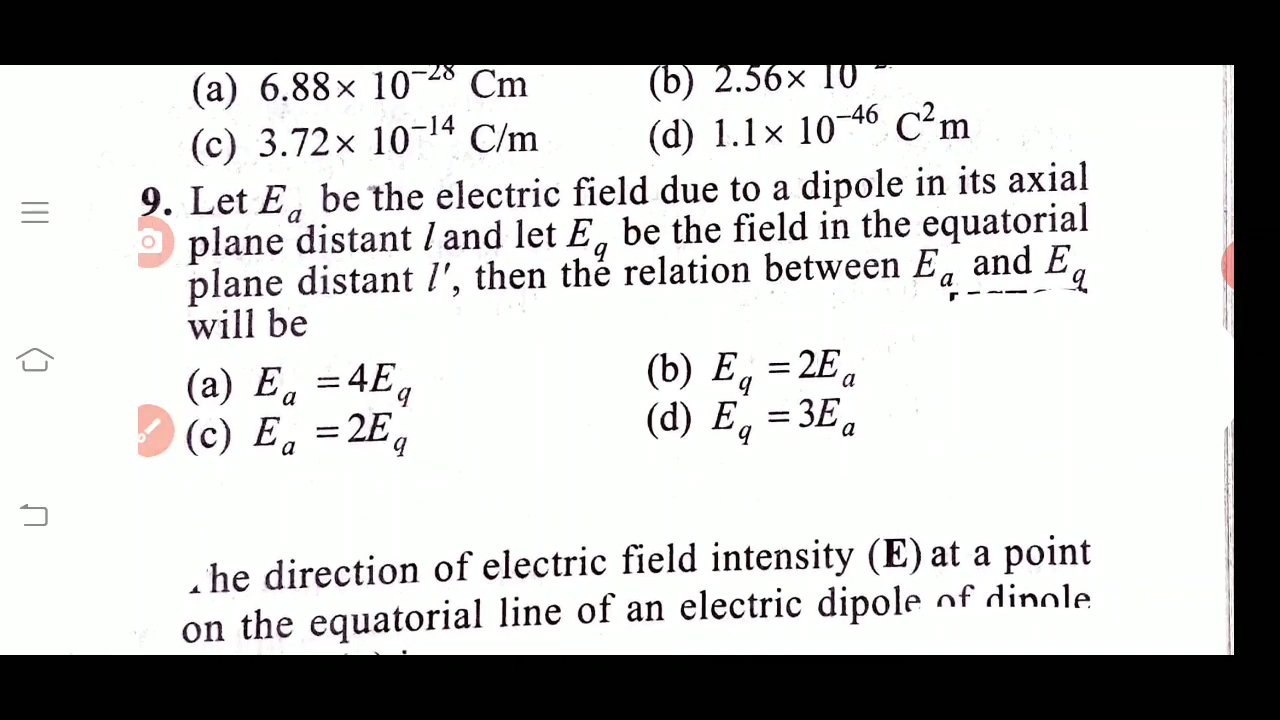 (a) 6.88× 10⁻²⁸ Cm (b) 2.56× 10
(c) 3.72× 10⁻¹⁴ C/m (d) 1.1× 10⁻⁴⁶ C²m
9. Let Eₐ be the electric field due to a dipole in its axial
plane distant l and let E_q be the field in the equatorial
plane distant l′, then the relation between Eₐ and E_q
will be
(a) Eₐ = 4E_q (b) E_q = 2Eₐ
(c) Eₐ = 2E_q (d) E_q = 3Eₐ
he direction of electric field intensity (E) at a point
on the equatorial line of an electric dipole of dipole